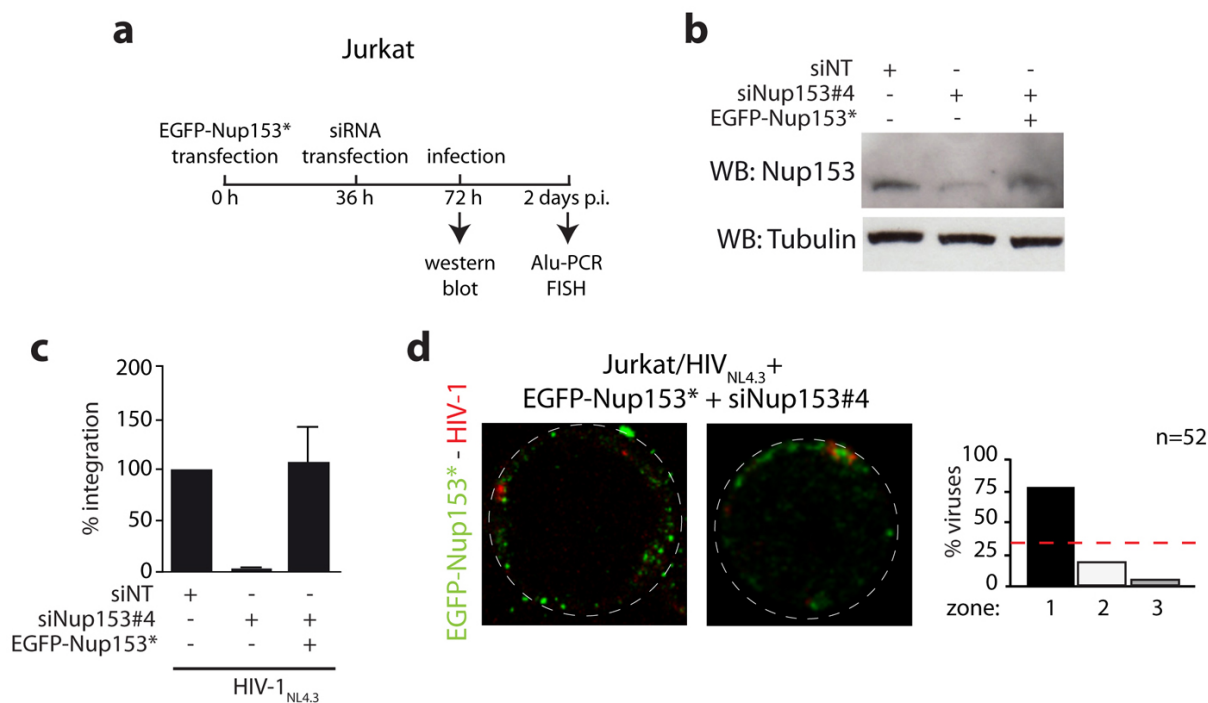 a
Jurkat
EGFP-Nup153* siRNA
transfection transfection infection
0 h 36 h 72 h 2 days p.i.
western Alu-PCR
blot FISH
b
siNT + - -
siNup153#4 - + +
EGFP-Nup153* - - +
WB: Nup153
WB: Tubulin
c
% integration
200
150
100
50
0
siNT + - -
siNup153#4 - + +
EGFP-Nup153* - - +
HIV-1NL4.3
d
Jurkat/HIVNL4.3+
EGFP-Nup153* + siNup153#4
EGFP-Nup153* - HIV-1
n=52
% viruses
100
75
50
25
0
zone: 1 2 3